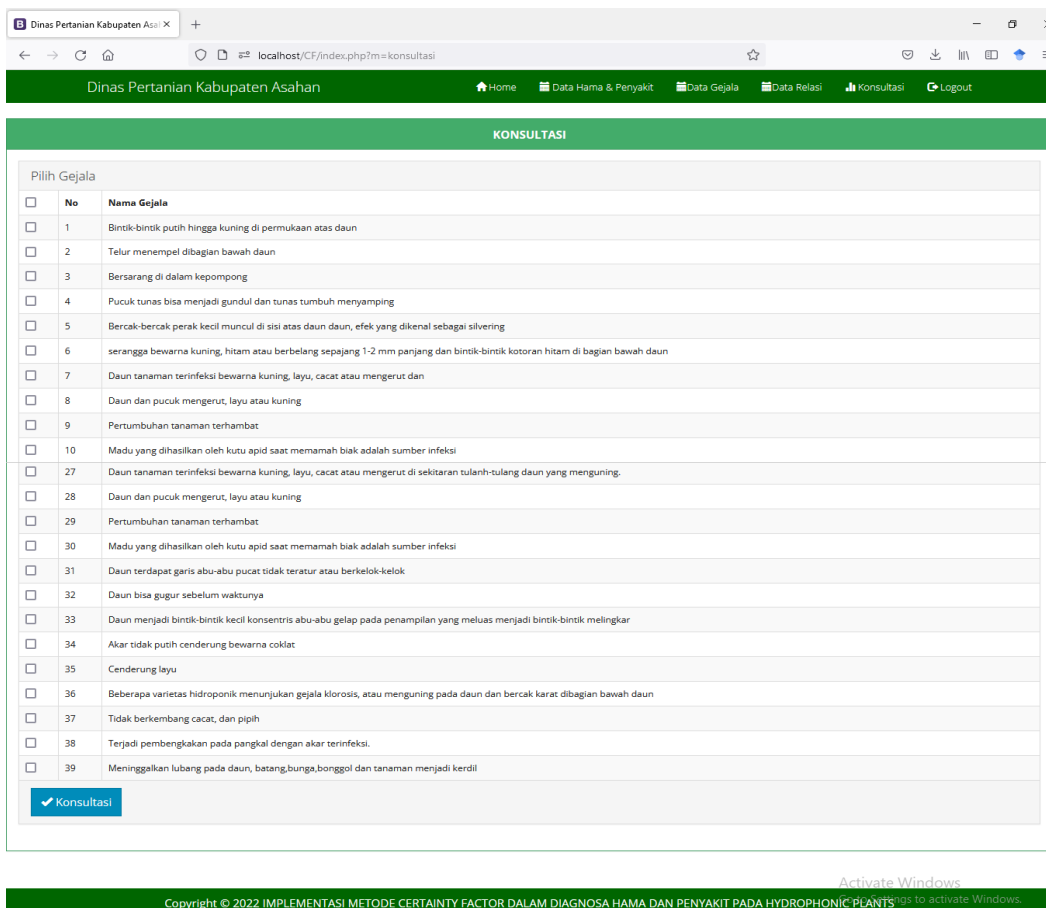 Dinas Pertanian Kabupaten Asa
localhost/CF/index.php?m=konsultasi
Dinas Pertanian Kabupaten Asahan Home Data Hama & Penyakit Data Gejala Data Relasi Konsultasi Logout
KONSULTASI
Pilih Gejala
No Nama Gejala
1 Bintik-bintik putih hingga kuning di permukaan atas daun
2 Telur menempel dibagian bawah daun
3 Bersarang di dalam kepompong
4 Pucuk tunas bisa menjadi gundul dan tunas tumbuh menyamping
5 Bercak-bercak perak kecil muncul di sisi atas daun daun, efek yang dikenal sebagai silvering
6 serangga bewarna kuning, hitam atau berbelang sepajang 1-2 mm panjang dan bintik-bintik kotoran hitam di bagian bawah daun
7 Daun tanaman terinfeksi bewarna kuning, layu, cacat atau mengerut dan
8 Daun dan pucuk mengerut, layu atau kuning
9 Pertumbuhan tanaman terhambat
10 Madu yang dihasilkan oleh kutu apid saat memamah biak adalah sumber infeksi
27 Daun tanaman terinfeksi bewarna kuning, layu, cacat atau mengerut di sekitaran tulanh-tulang daun yang menguning.
28 Daun dan pucuk mengerut, layu atau kuning
29 Pertumbuhan tanaman terhambat
30 Madu yang dihasilkan oleh kutu apid saat memamah biak adalah sumber infeksi
31 Daun terdapat garis abu-abu pucat tidak teratur atau berkelok-kelok
32 Daun bisa gugur sebelum waktunya
33 Daun menjadi bintik-bintik kecil konsentris abu-abu gelap pada penampilan yang meluas menjadi bintik-bintik melingkar
34 Akar tidak putih cenderung bewarna coklat
35 Cenderung layu
36 Beberapa varietas hidroponik menunjukan gejala klorosis, atau menguning pada daun dan bercak karat dibagian bawah daun
37 Tidak berkembang cacat, dan pipih
38 Terjadi pembengkakan pada pangkal dengan akar terinfeksi.
39 Meninggalkan lubang pada daun, batang,bunga,bonggol dan tanaman menjadi kerdil
Konsultasi
Activate Windows
Go to Settings to activate Windows.
Copyright © 2022 IMPLEMENTASI METODE CERTAINTY FACTOR DALAM DIAGNOSA HAMA DAN PENYAKIT PADA HYDROPHONIC PLANTS